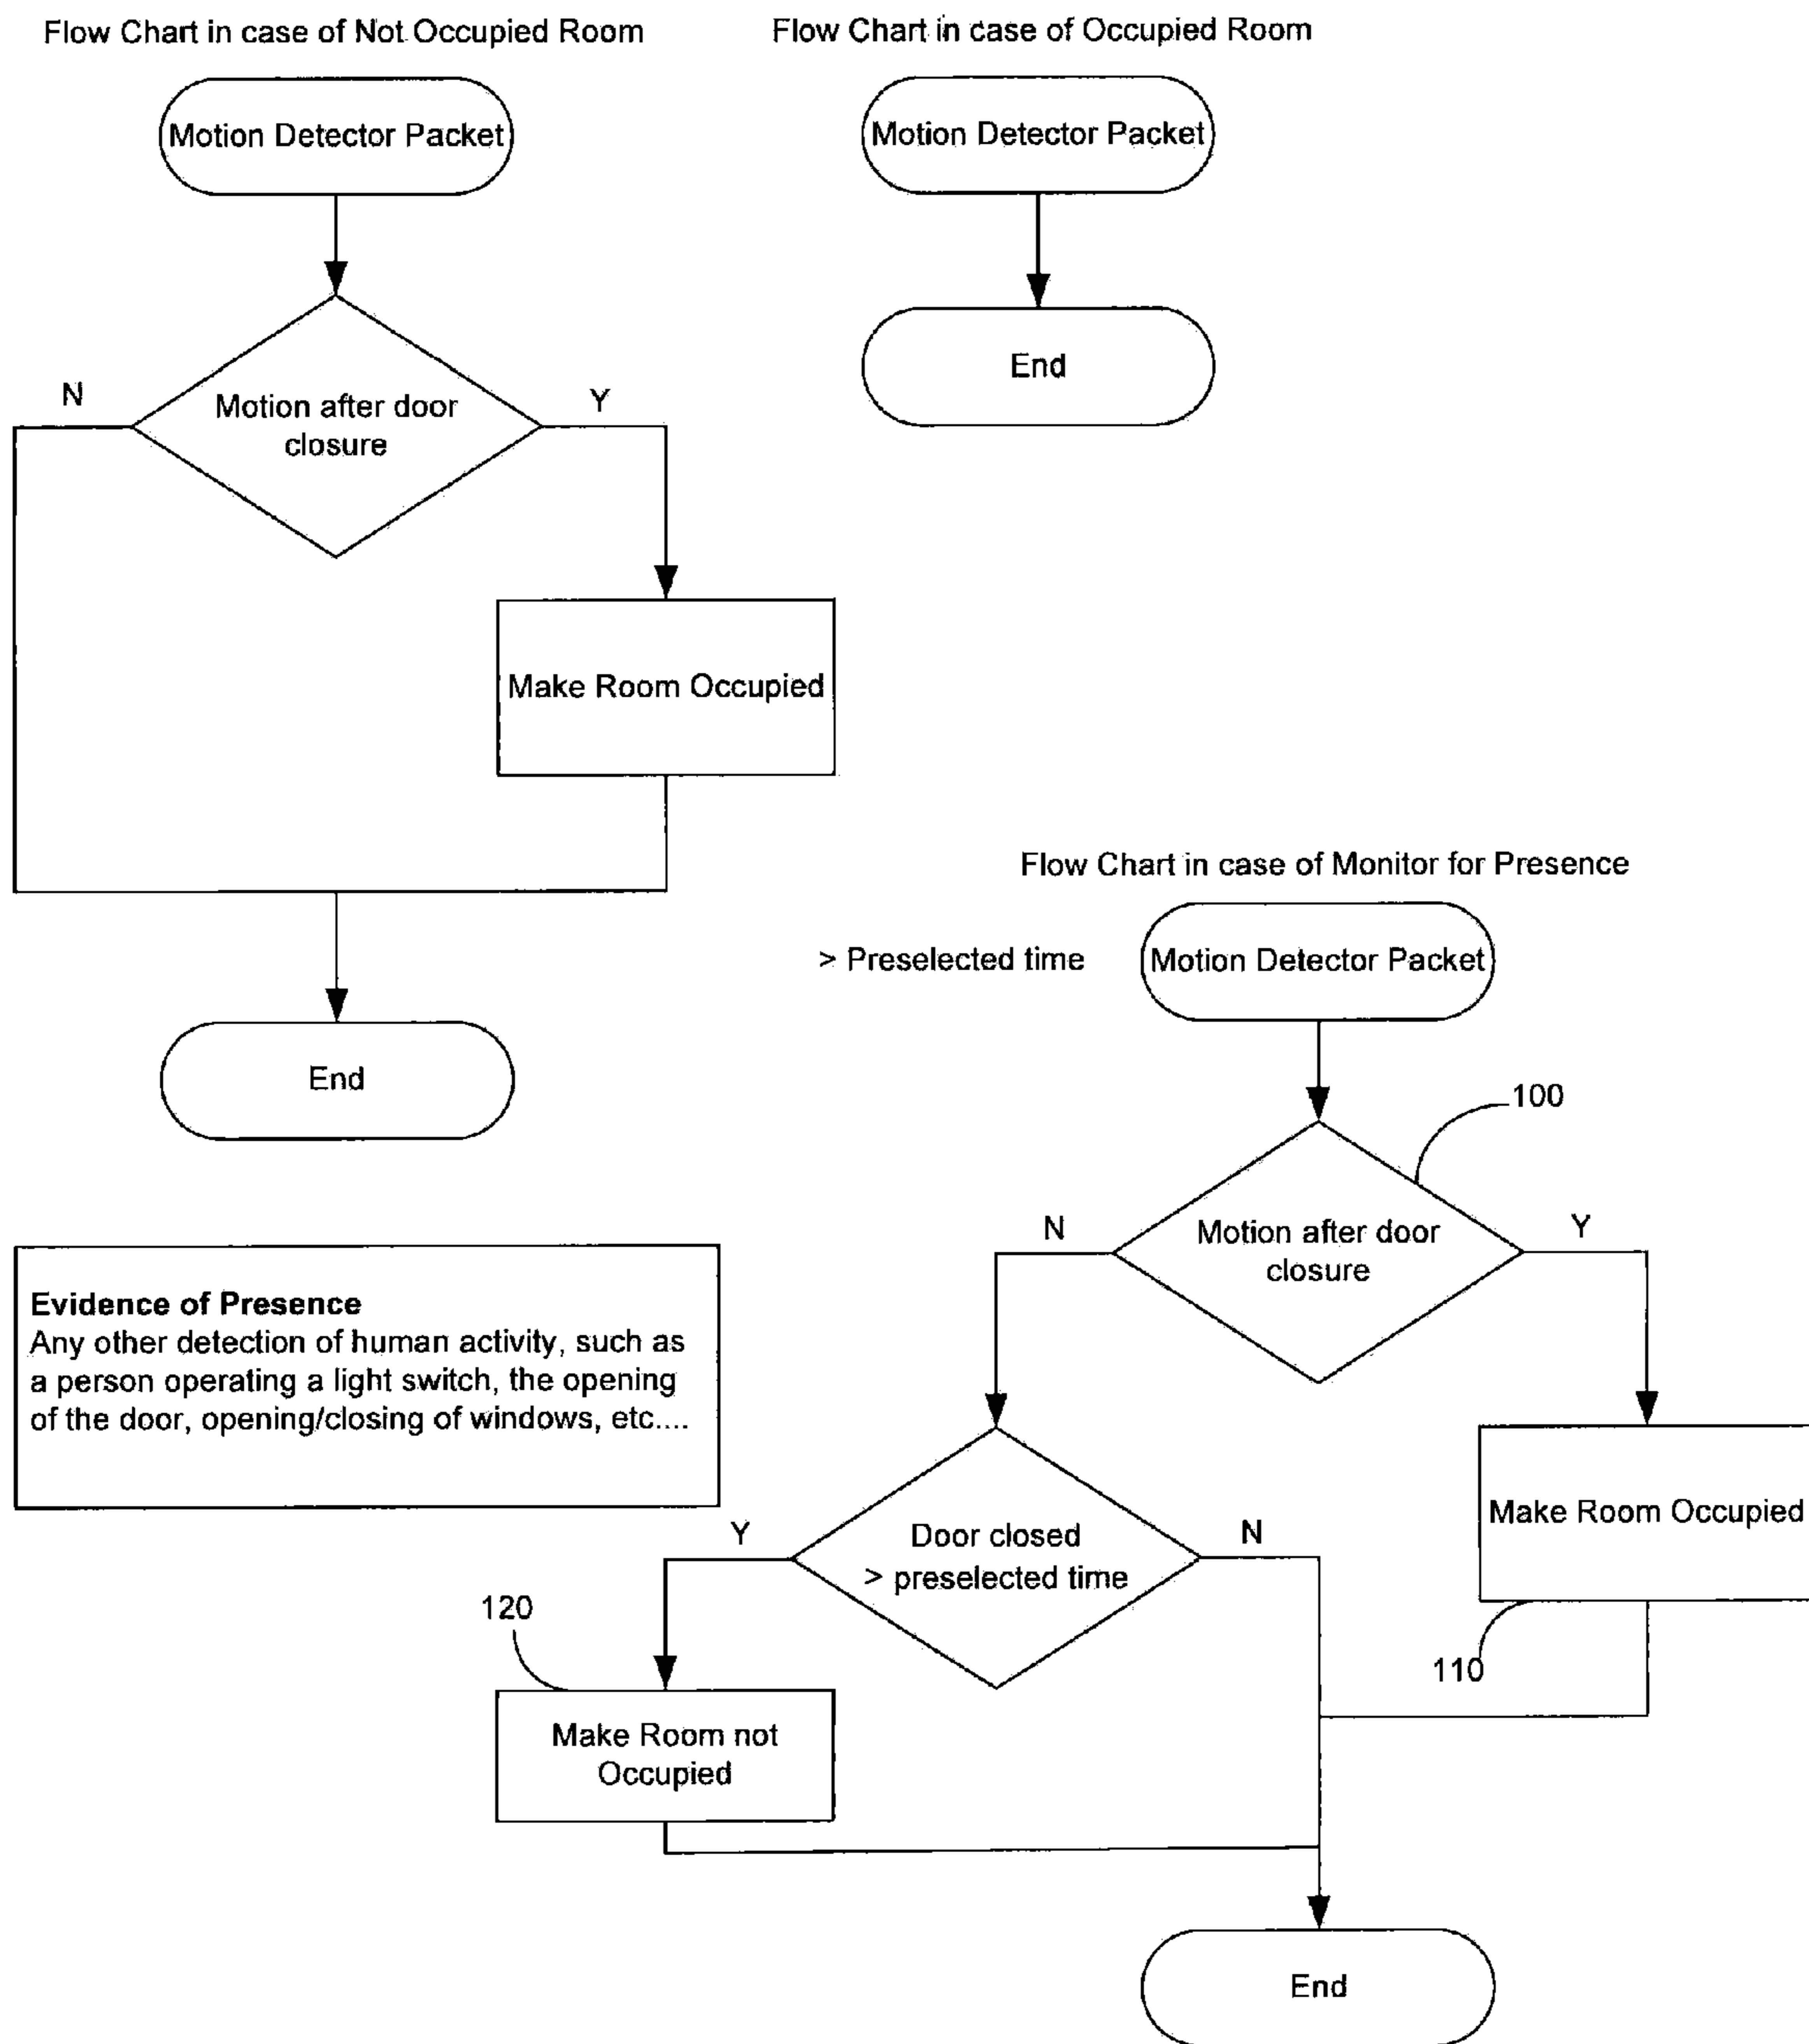 Flow Chart in case of Not Occupied Room
Motion Detector Packet
N
Motion after door
closure
Y
Make Room Occupied
End
Flow Chart in case of Occupied Room
Motion Detector Packet
End
Flow Chart in case of Monitor for Presence
> Preselected time
Motion Detector Packet
100
N
Motion after door
closure
Y
Make Room Occupied
110
Y
Door closed
> preselected time
N
120
Make Room not
Occupied
End
Evidence of Presence
Any other detection of human activity, such as
a person operating a light switch, the opening
of the door, opening/closing of windows, etc....